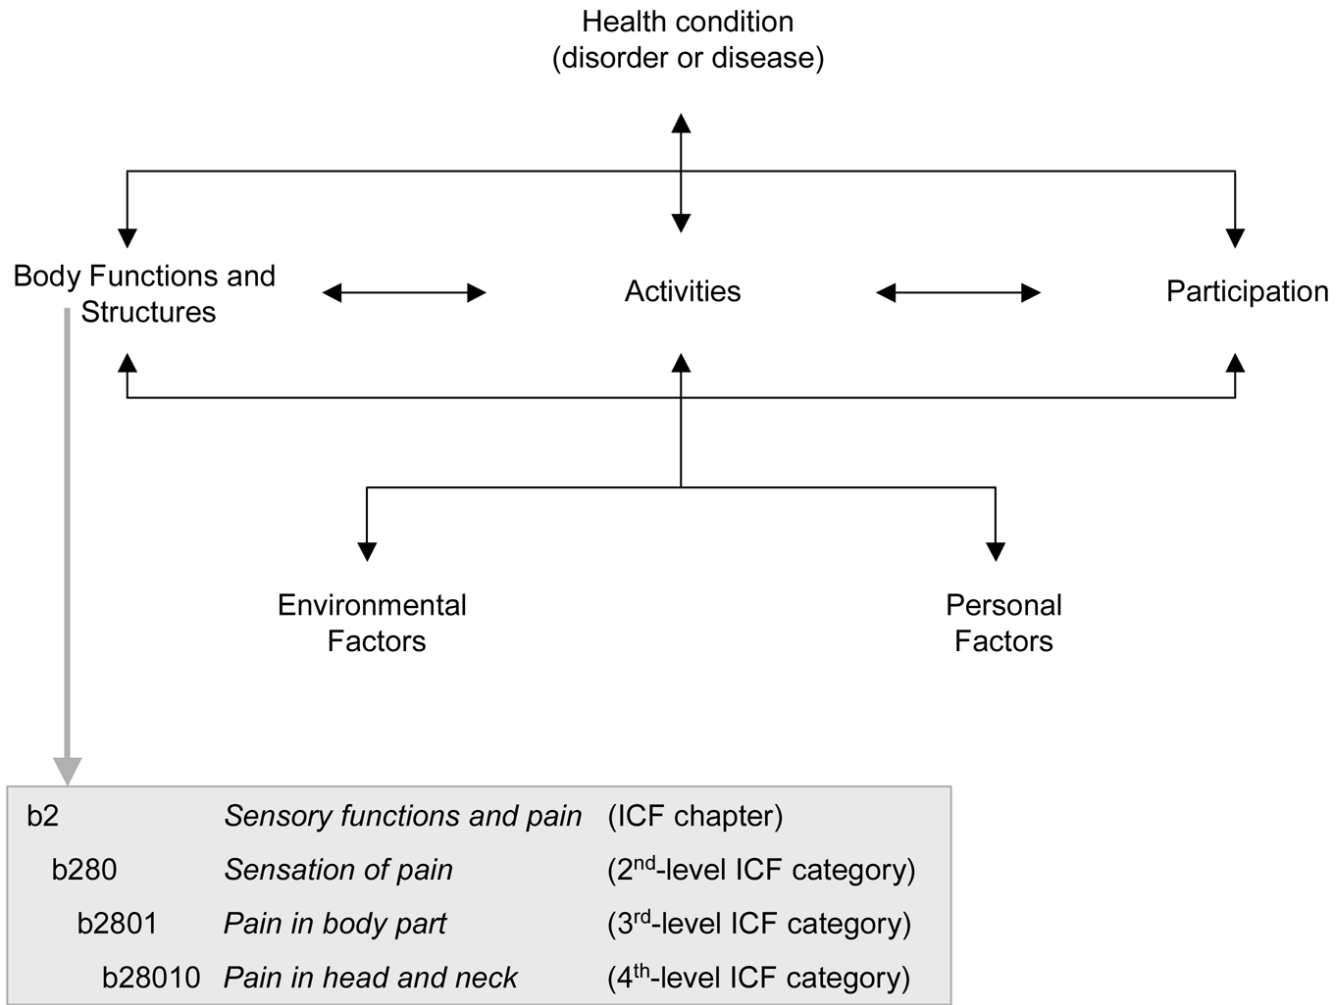 Health condition
(disorder or disease)
Body Functions and
Structures
Activities
Participation
Environmental
Factors
Personal
Factors
b2 Sensory functions and pain (ICF chapter)
b280 Sensation of pain (2nd-level ICF category)
b2801 Pain in body part (3rd-level ICF category)
b28010 Pain in head and neck (4th-level ICF category)